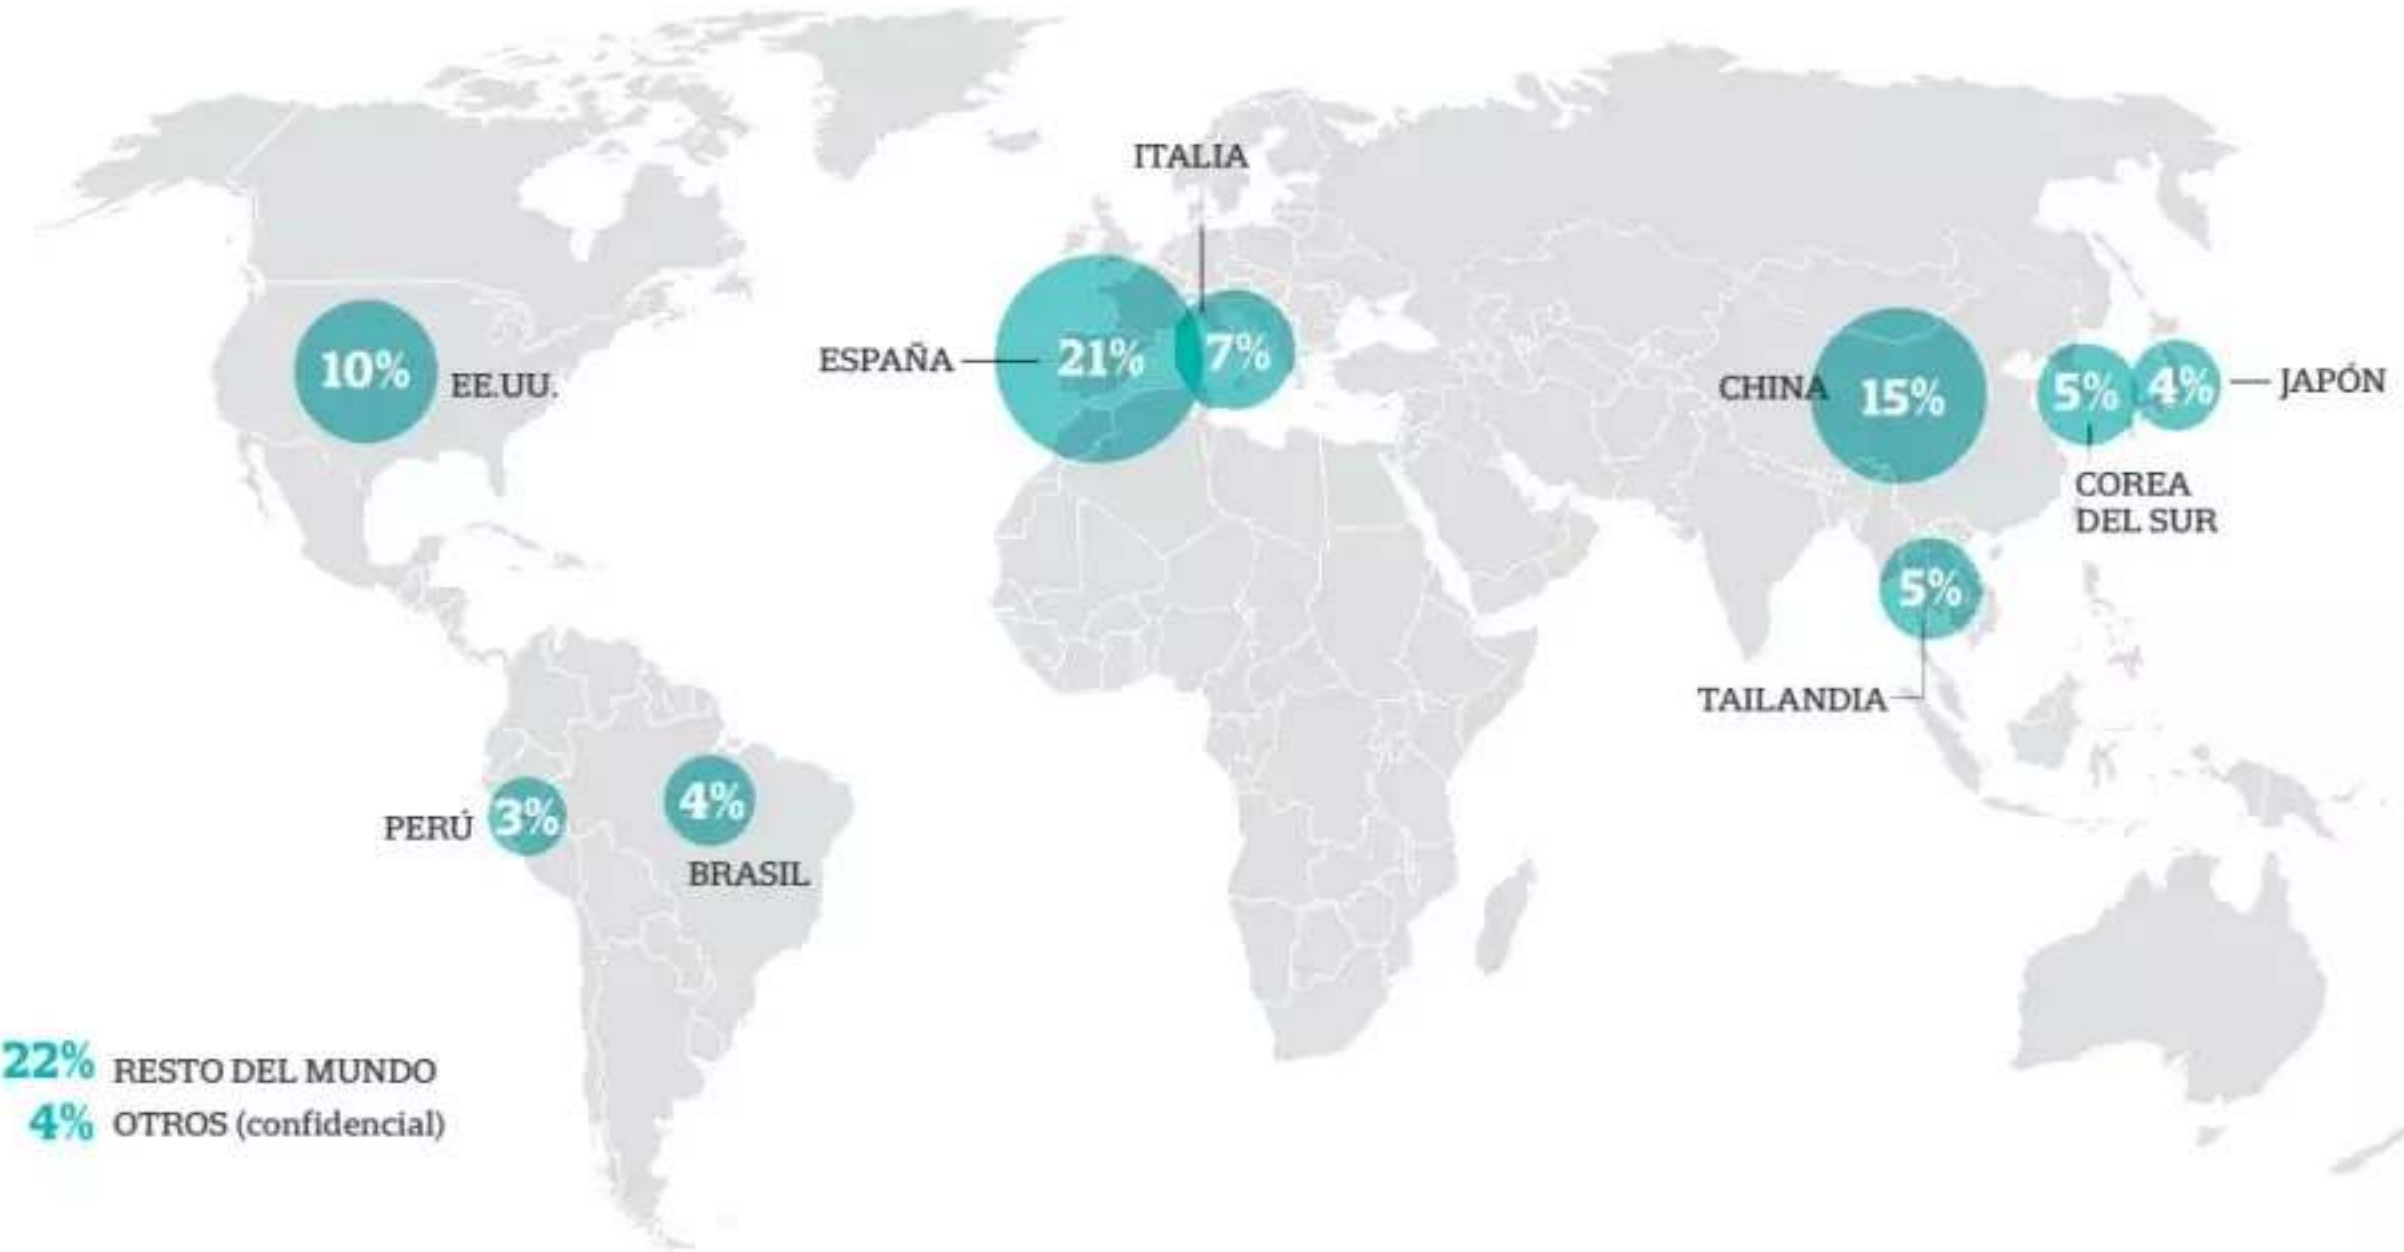 ITALIA
10%
EE.UU.
ESPAÑA
21%
7%
CHINA
15%
5%
4%
JAPÓN
COREA
DEL SUR
5%
TAILANDIA
PERÚ
3%
4%
BRASIL
22% RESTO DEL MUNDO
4% OTROS (confidencial)